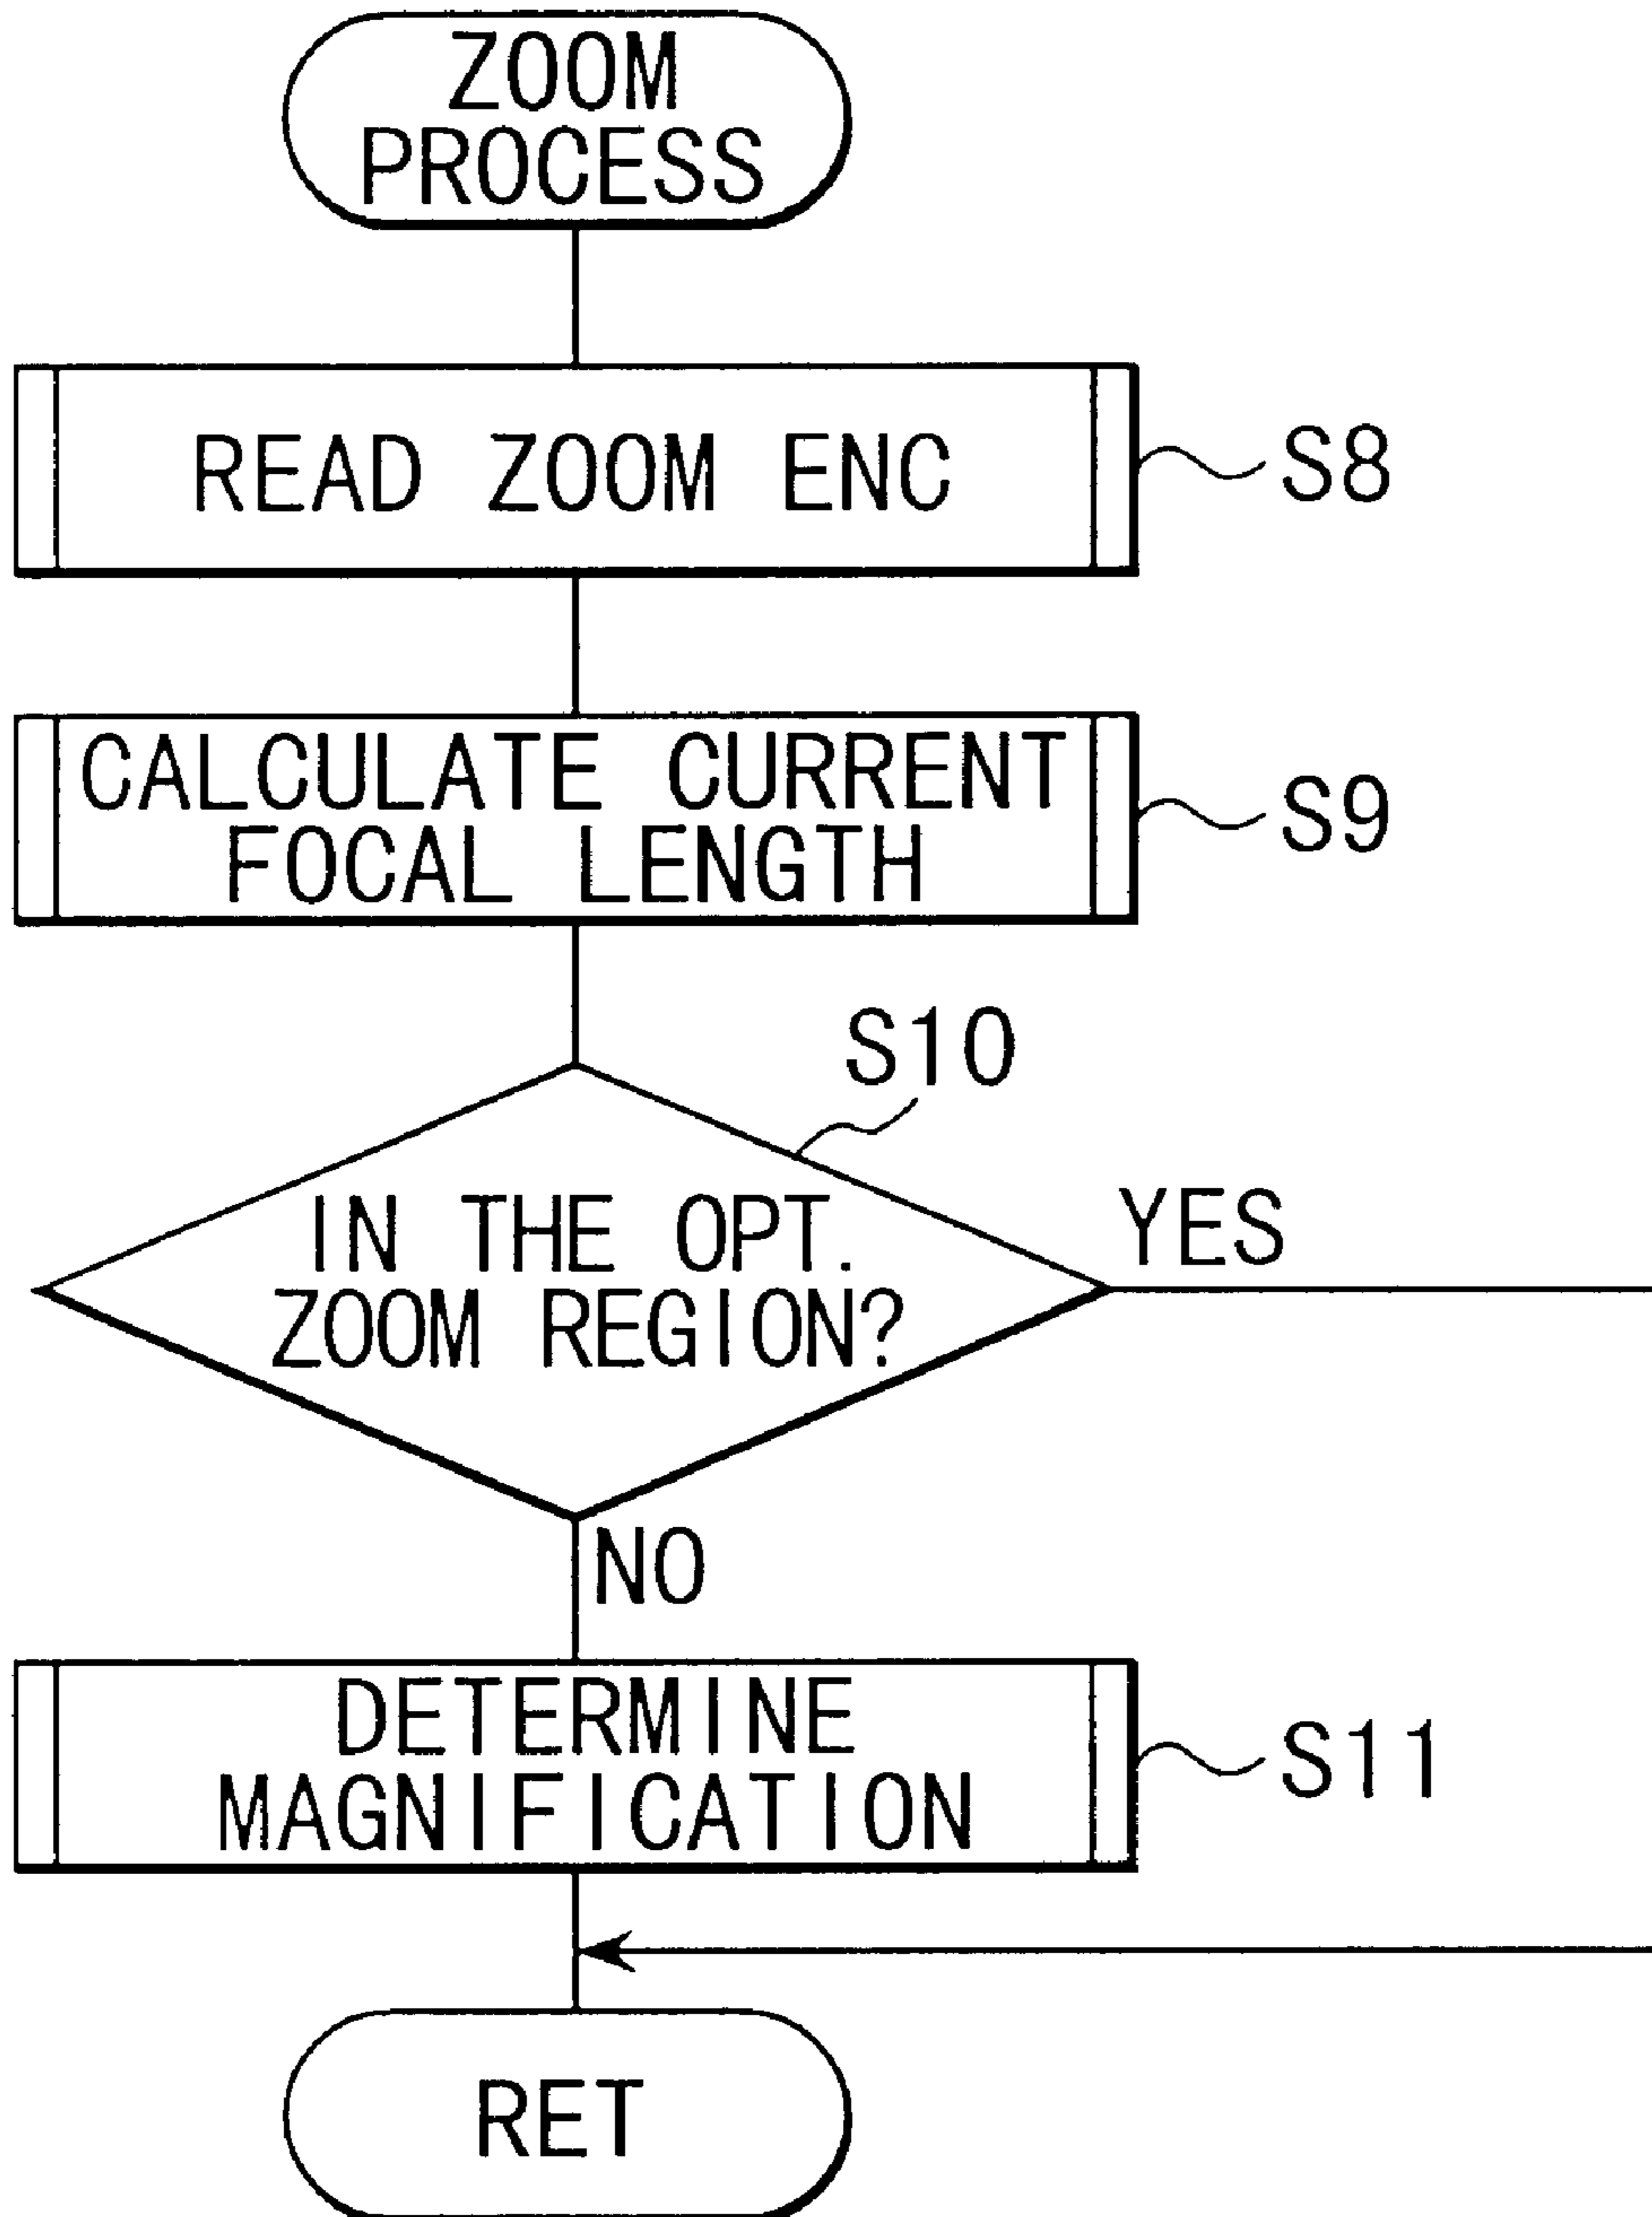 ZOOM
PROCESS
READ ZOOM ENC
S8
CALCULATE CURRENT
FOCAL LENGTH
S9
S10
IN THE OPT.
ZOOM REGION?
YES
NO
DETERMINE
MAGNIFICATION
S11
RET